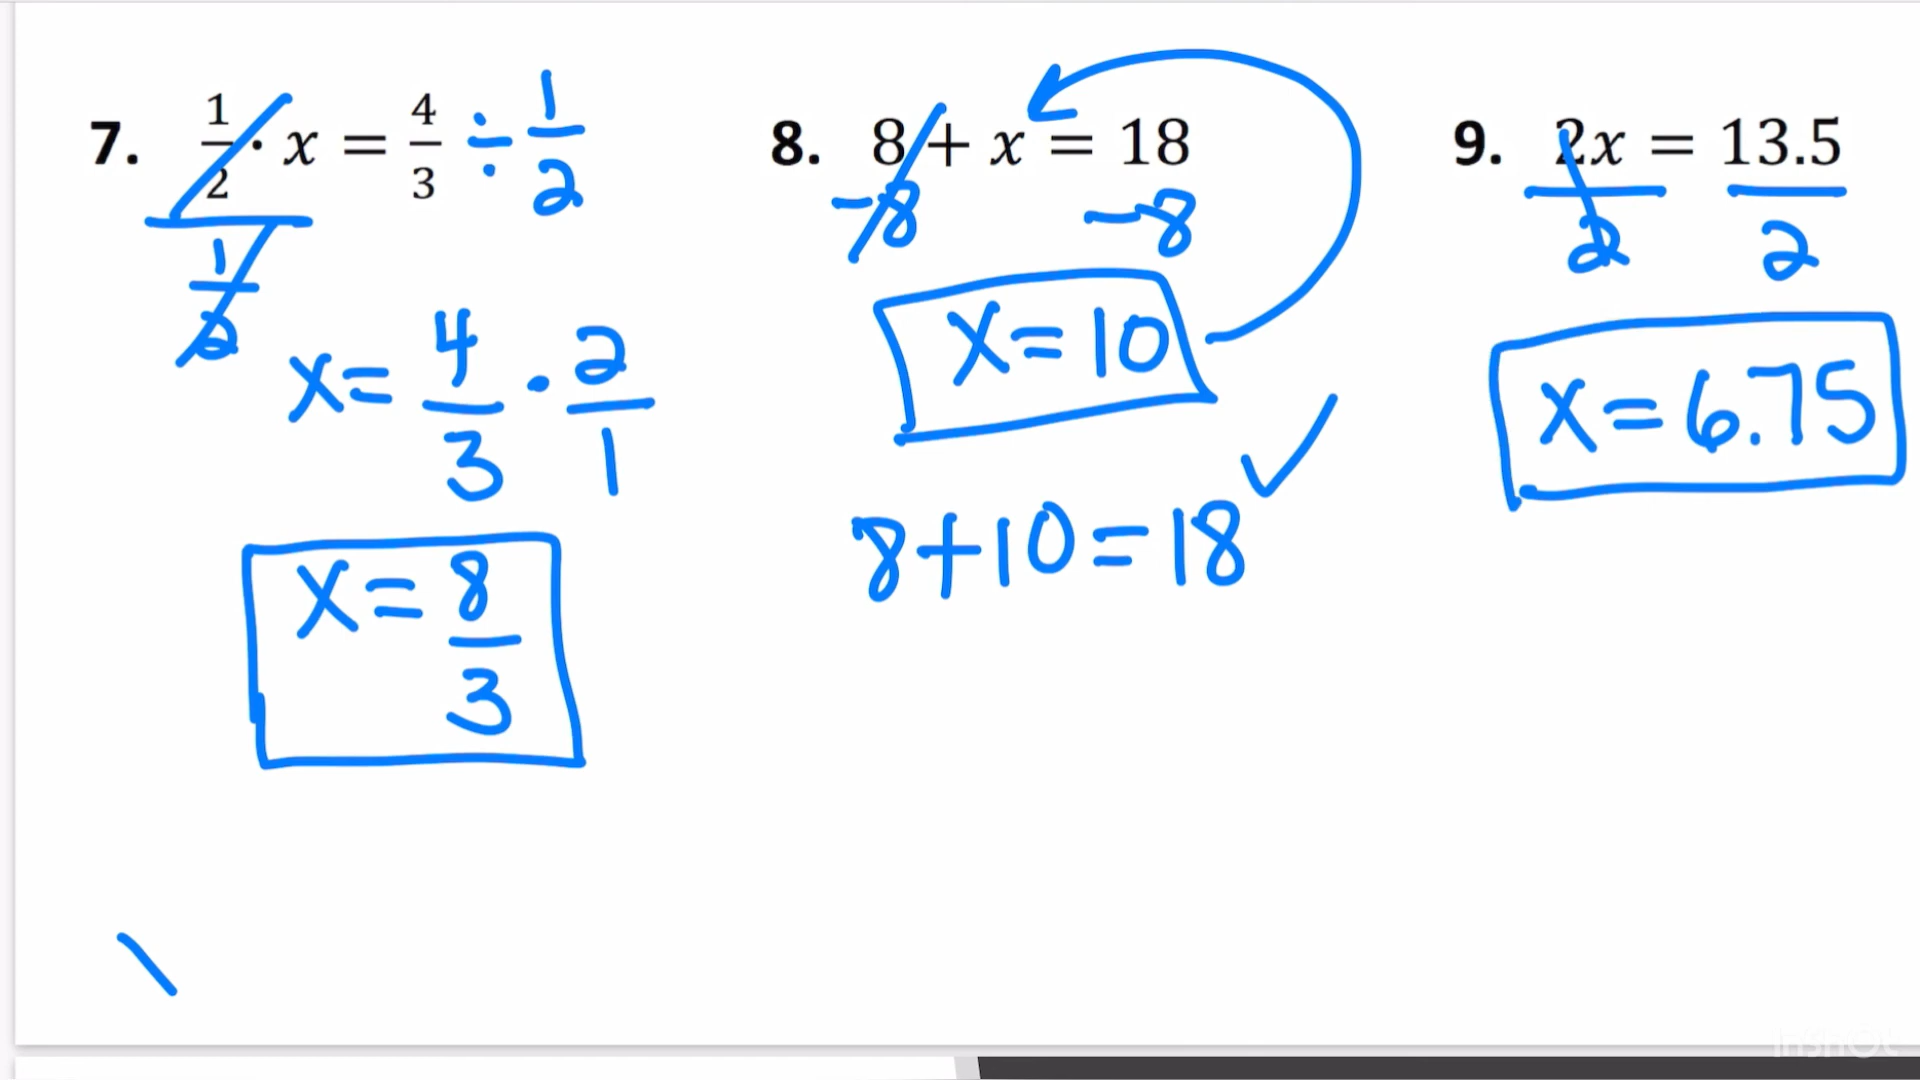 7. 1/2 · x = 4/3 ÷ 1/2
1/2
x = 4/3 · 2/1
x = 8/3
8. 8 + x = 18
-8 -8
x = 10
8+10=18 ✓
9. 2x = 13.5
2 2
x = 6.75
InShOt